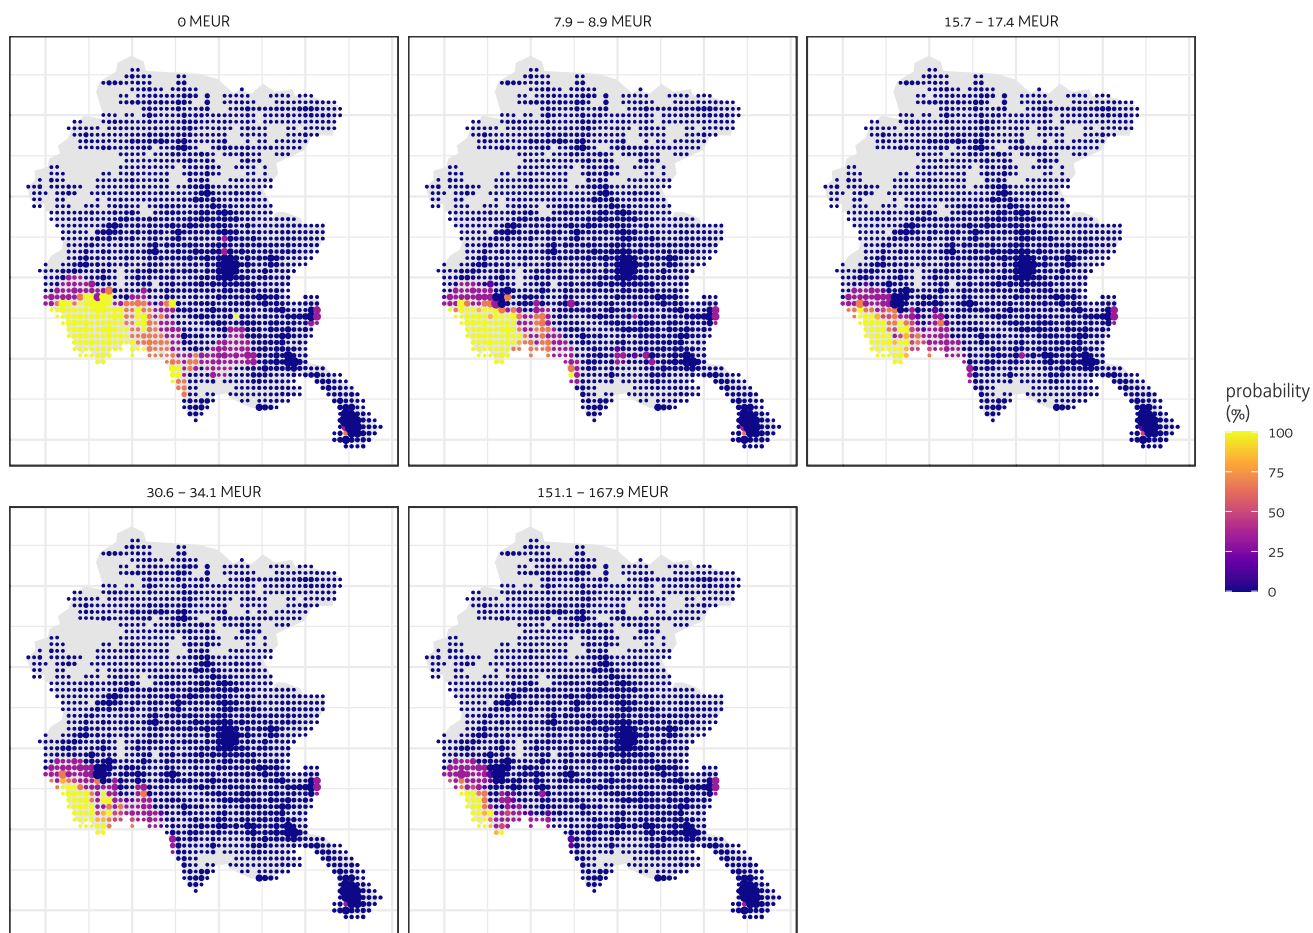 0 MEUR
7.9 – 8.9 MEUR
15.7 – 17.4 MEUR
30.6 – 34.1 MEUR
151.1 – 167.9 MEUR
probability
(%)
100
75
50
25
0